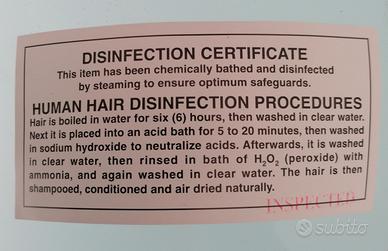 DISINFECTION CERTIFICATE
This item has been chemically bathed and disinfected
by steaming to ensure optimum safeguards.
HUMAN HAIR DISINFECTION PROCEDURES
Hair is boiled in water for six (6) hours, then washed in clear water.
Next it is placed into an acid bath for 5 to 20 minutes, then washed
in sodium hydroxide to neutralize acids. Afterwards, it is washed
in clear water, then rinsed in bath of H₂O₂ (peroxide) with
ammonia, and again washed in clear water. The hair is then
shampooed, conditioned and air dried naturally.
INSPECTED
subito